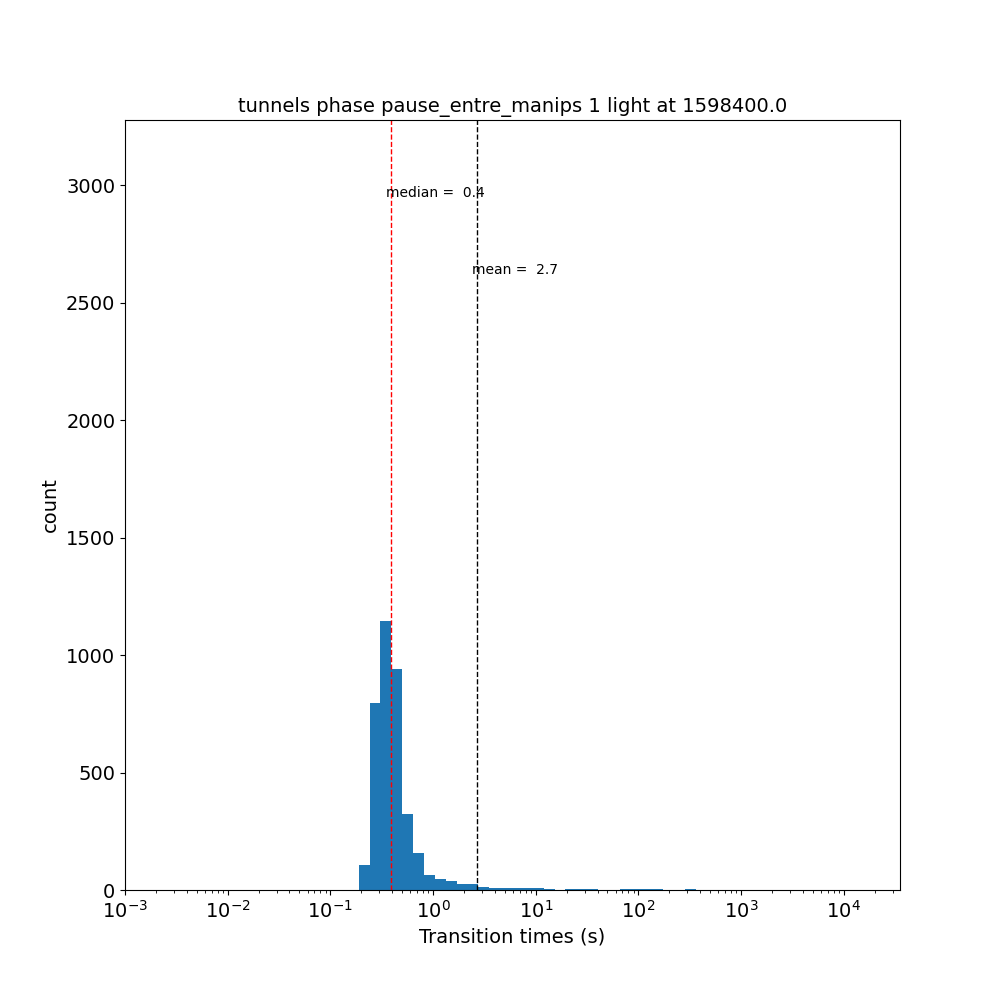 tunnels phase pause_entre_manips 1 light at 1598400.0
3000
median =  0.4
mean =  2.7
2500
2000
1500
1000
500
0
count
10⁻³ 10⁻² 10⁻¹ 10⁰ 10¹ 10² 10³ 10⁴
Transition times (s)